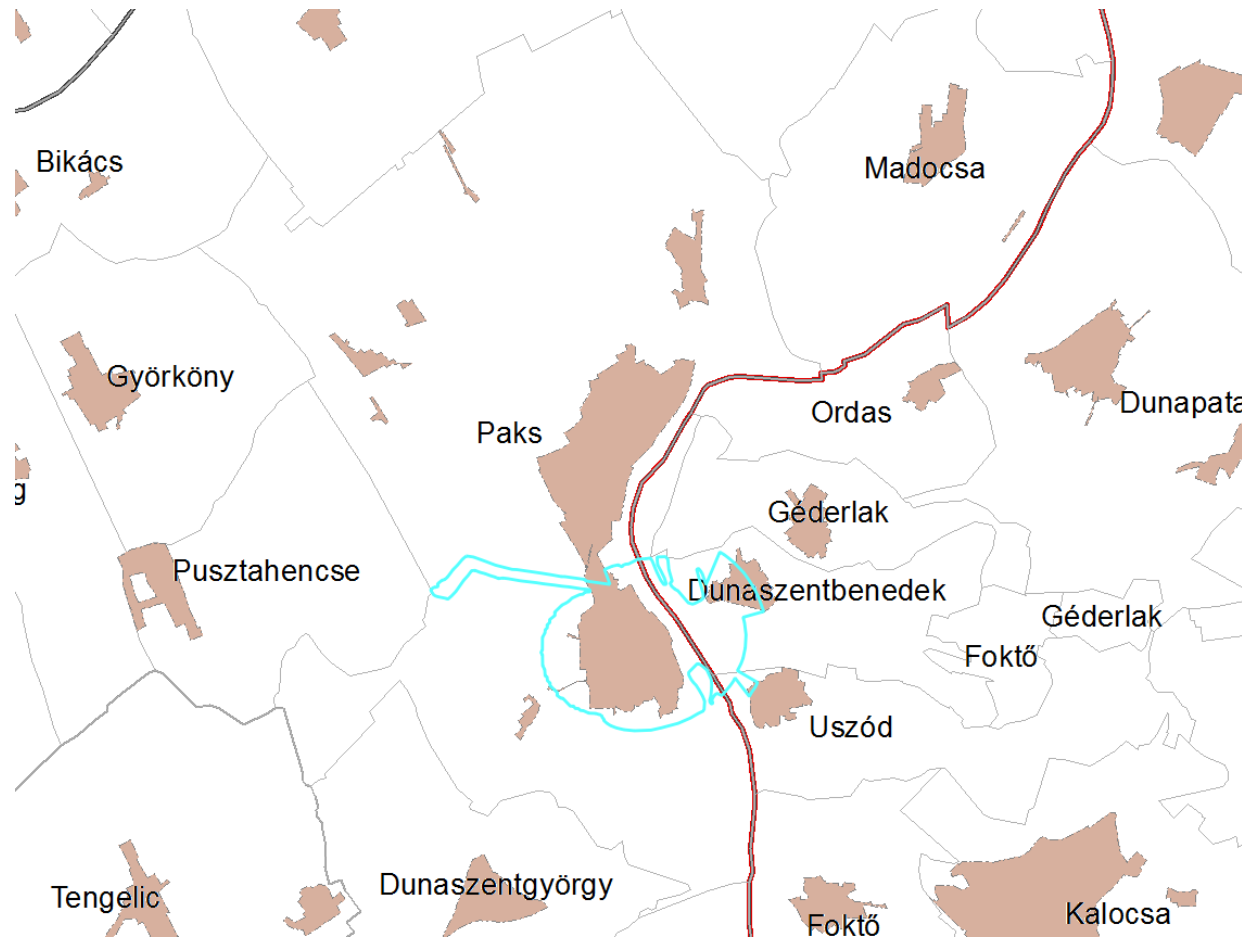 Bikács
Madocsa
Györköny
Dunapata
Ordas
Paks
g
Géderlak
Pusztahencse
Dunaszentbenedek
Géderlak
Foktő
Uszód
Dunaszentgyörgy
Tengelic
Kalocsa
Foktő